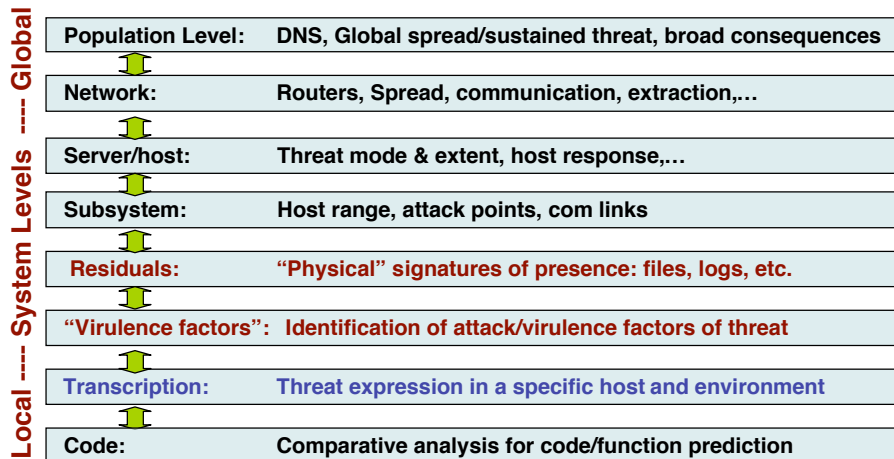 Local ---- System Levels ---- Global
Population Level: DNS, Global spread/sustained threat, broad consequences
Network: Routers, Spread, communication, extraction,...
Server/host: Threat mode & extent, host response,...
Subsystem: Host range, attack points, com links
Residuals: “Physical” signatures of presence: files, logs, etc.
“Virulence factors”: Identification of attack/virulence factors of threat
Transcription: Threat expression in a specific host and environment
Code: Comparative analysis for code/function prediction